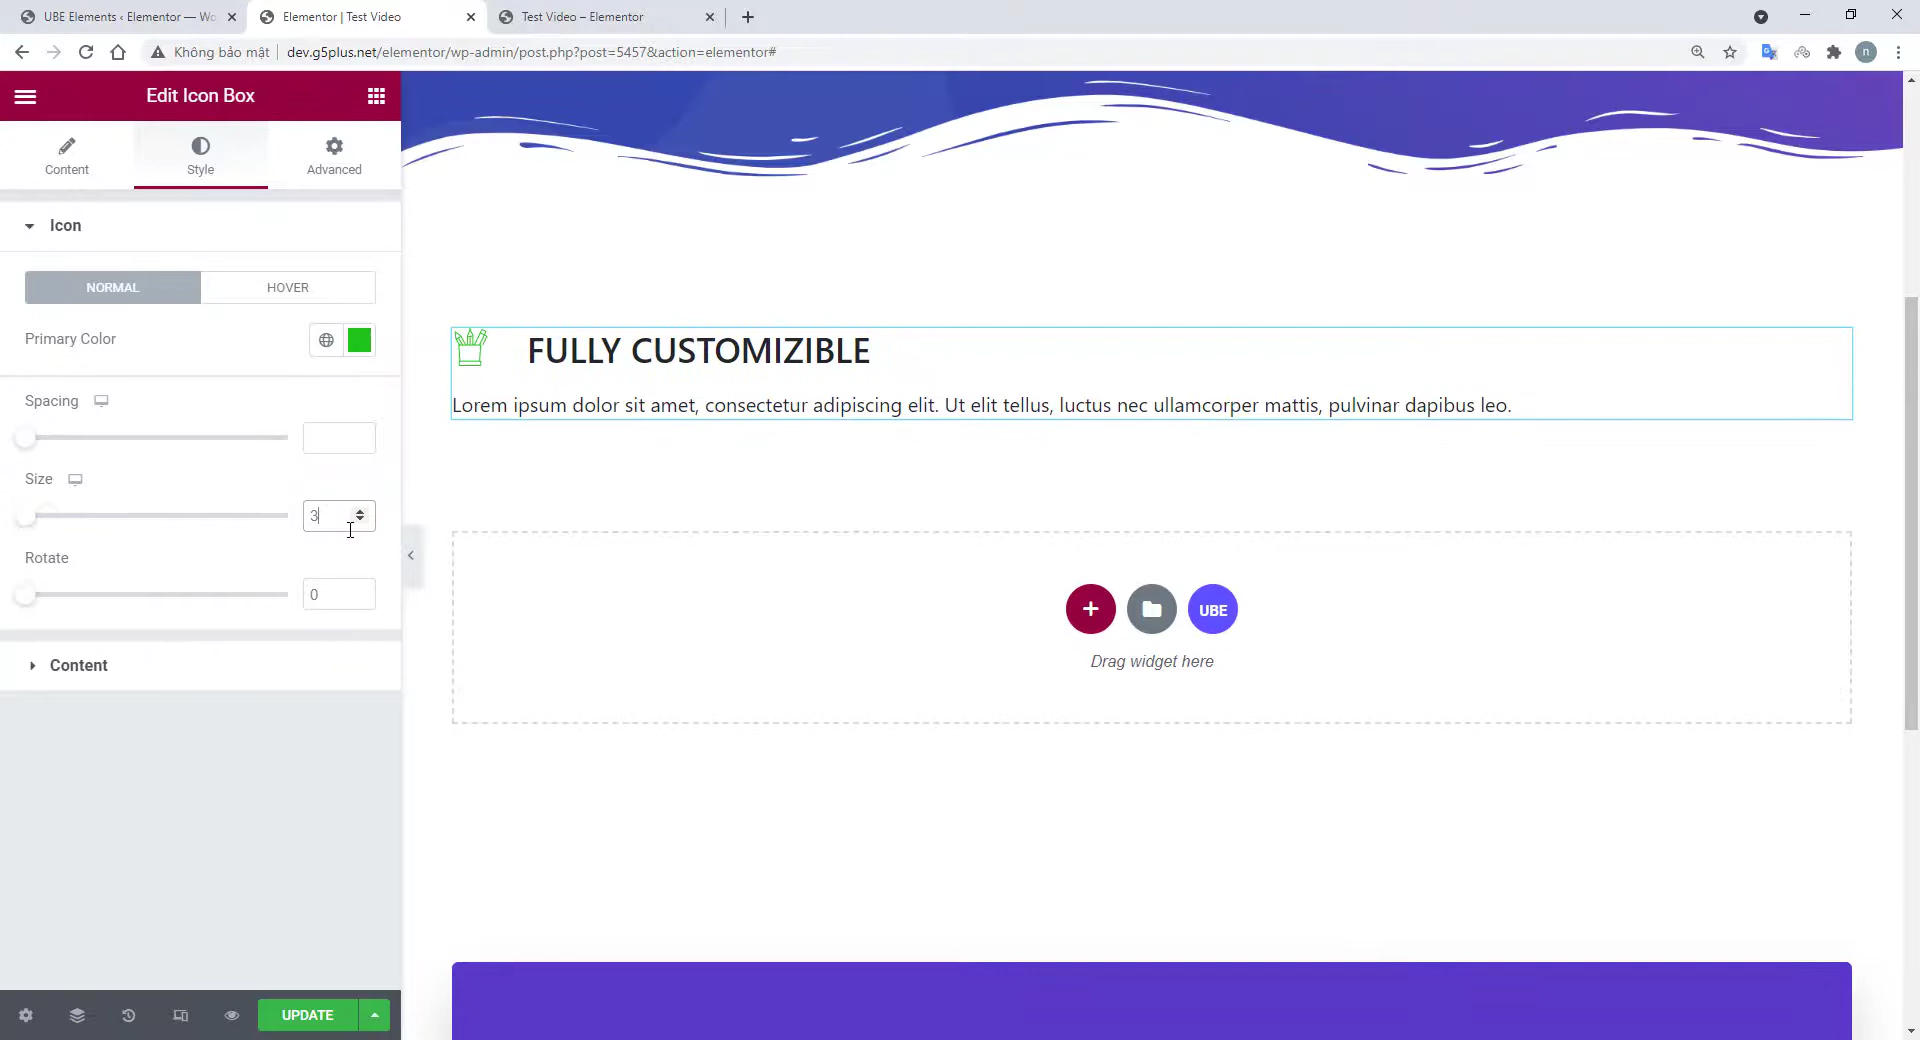 UBE Elements ‹ Elementor — Wo
Elementor | Test Video
Test Video – Elementor
Không bảo mật
dev.g5plus.net/elementor/wp-admin/post.php?post=5457&action=elementor#
n
Edit Icon Box
Content
Style
Advanced
Icon
NORMAL
HOVER
Primary Color
Spacing
Size
3
Rotate
0
Content
UPDATE
FULLY CUSTOMIZIBLE
Lorem ipsum dolor sit amet, consectetur adipiscing elit. Ut elit tellus, luctus nec ullamcorper mattis, pulvinar dapibus leo.
UBE
Drag widget here